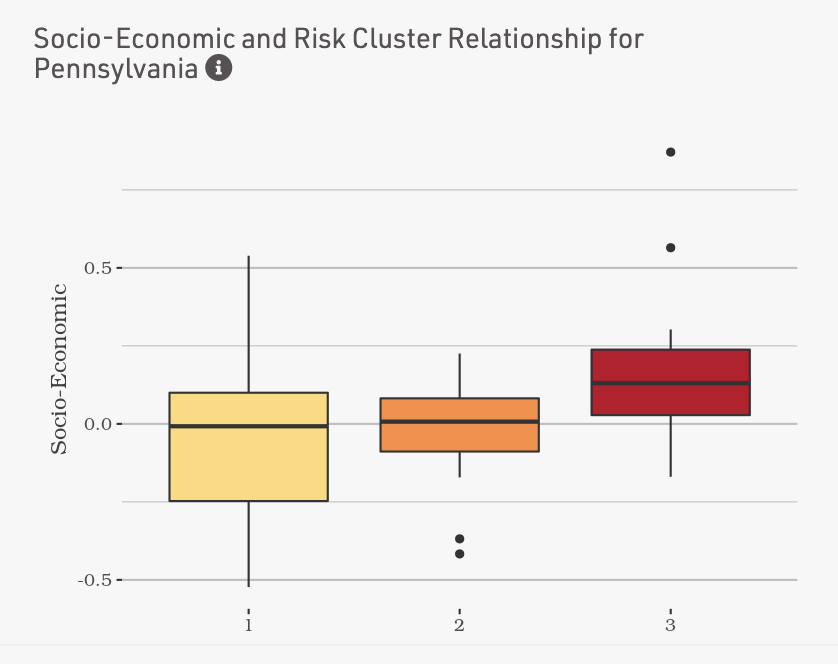 Socio-Economic and Risk Cluster Relationship for
Pennsylvania
0.5
0.0
-0.5
Socio-Economic
1 2 3